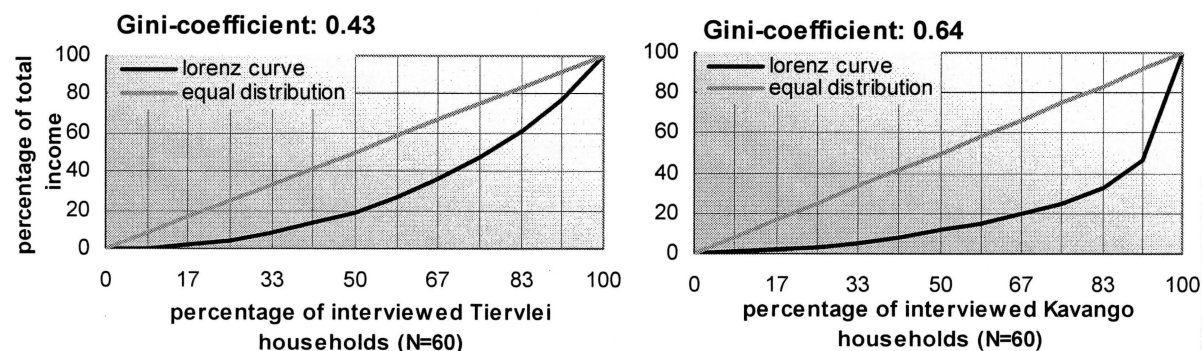 Gini-coefficient: 0.43
percentage of total
income
100
80
60
40
20
0
lorenz curve
equal distribution
0 17 33 50 67 83 100
percentage of interviewed Tiervlei
households (N=60)
Gini-coefficient: 0.64
100
80
60
40
20
0
lorenz curve
equal distribution
0 17 33 50 67 83 100
percentage of interviewed Kavango
households (N=60)